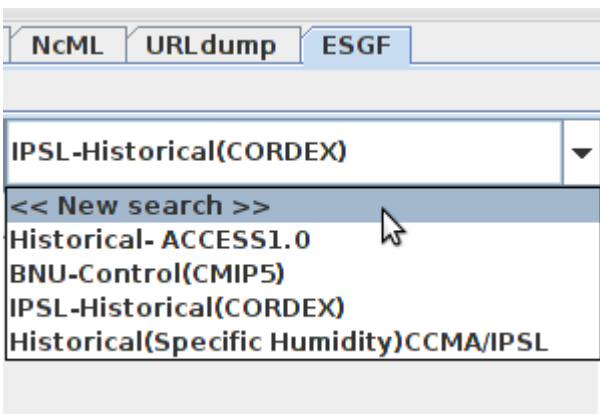 NcML URLdump ESGF
IPSL-Historical(CORDEX)
<< New search >>
Historical- ACCESS1.0
BNU-Control(CMIP5)
IPSL-Historical(CORDEX)
Historical(Specific Humidity)CCMA/IPSL